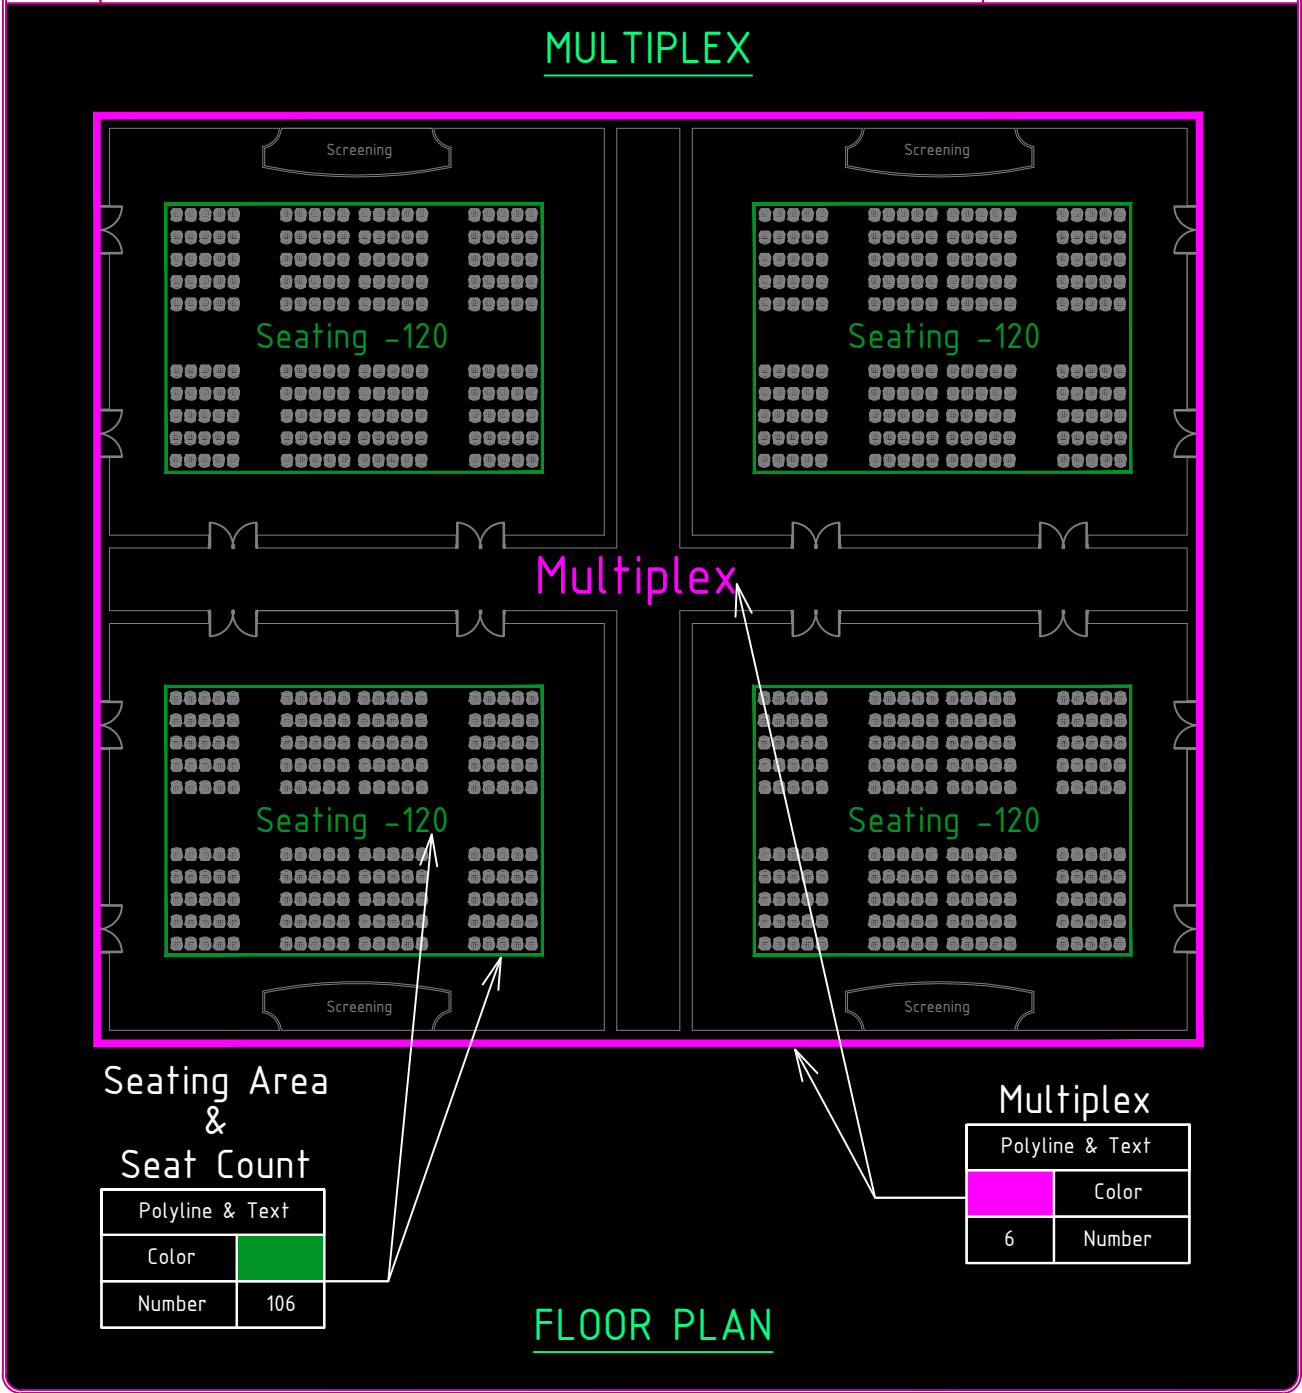 MULTIPLEX
Screening
Screening
Seating -120
Seating -120
Multiplex
Seating -120
Seating -120
Screening
Screening
Seating Area
&
Seat Count
Polyline & Text
Color
Number 106
Multiplex
Polyline & Text
Color
6 Number
FLOOR PLAN